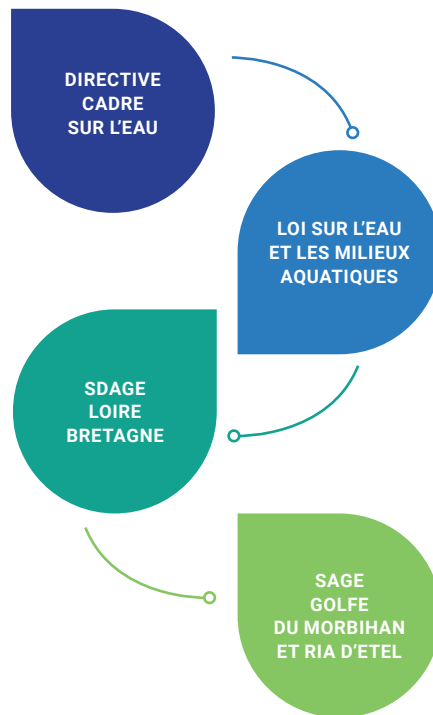 DIRECTIVE
CADRE
SUR L'EAU
LOI SUR L'EAU
ET LES MILIEUX
AQUATIQUES
SDAGE
LOIRE
BRETAGNE
SAGE
GOLFE
DU MORBIHAN
ET RIA D'ETEL